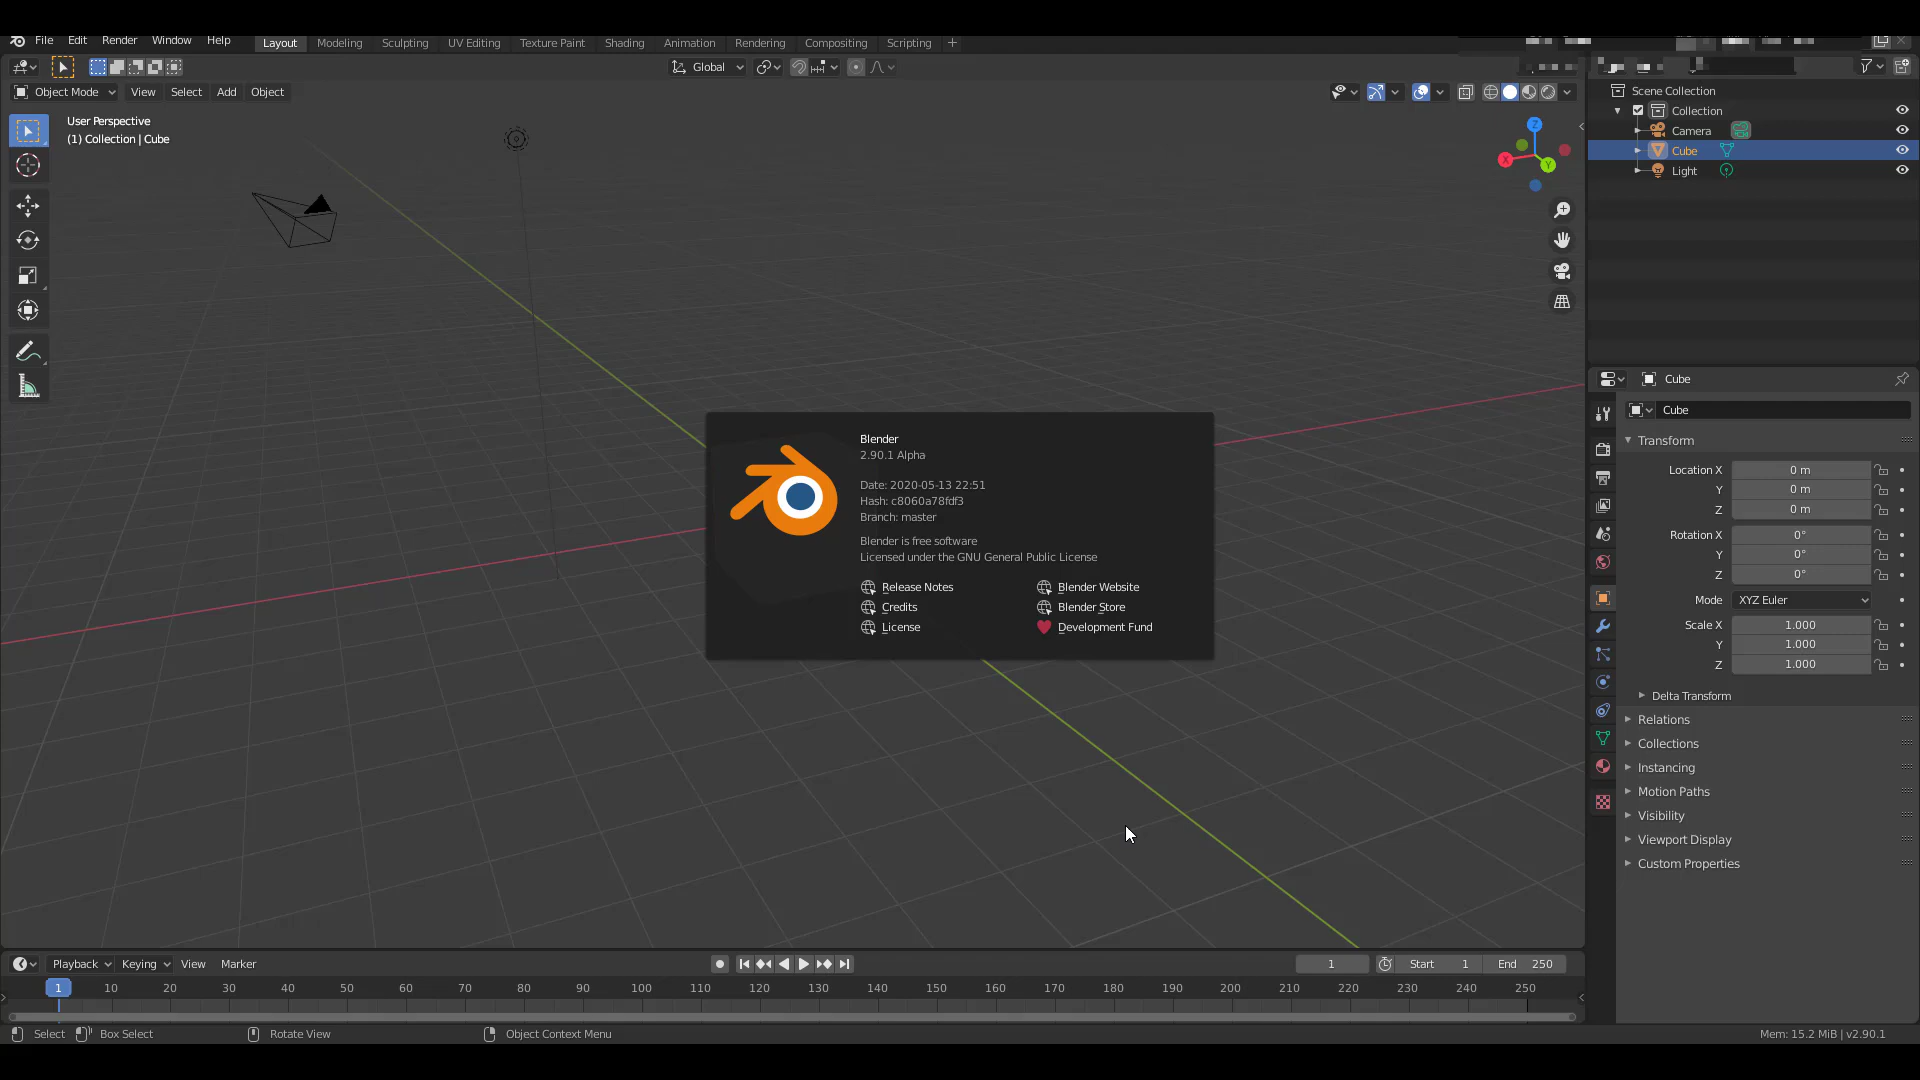 File Edit Render Window Help Layout Modeling Sculpting UV Editing Texture Paint Shading Animation Rendering Compositing Scripting +
Global
Object Mode View Select Add Object
User Perspective
(1) Collection | Cube
Z
X
Y
Scene Collection
Collection
Camera
Cube
Light
Cube
Cube
Transform
Location X 0 m
Y 0 m
Z 0 m
Rotation X 0°
Y 0°
Z 0°
Mode XYZ Euler
Scale X 1.000
Y 1.000
Z 1.000
Delta Transform
Relations
Collections
Instancing
Motion Paths
Visibility
Viewport Display
Custom Properties
Blender
2.90.1 Alpha
Date: 2020-05-13 22:51
Hash: c8060a78fdf3
Branch: master
Blender is free software
Licensed under the GNU General Public License
Release Notes Blender Website
Credits Blender Store
License Development Fund
Playback Keying View Marker 1 Start 1 End 250
1 10 20 30 40 50 60 70 80 90 100 110 120 130 140 150 160 170 180 190 200 210 220 230 240 250
Select Box Select Rotate View Object Context Menu Mem: 15.2 MiB | v2.90.1